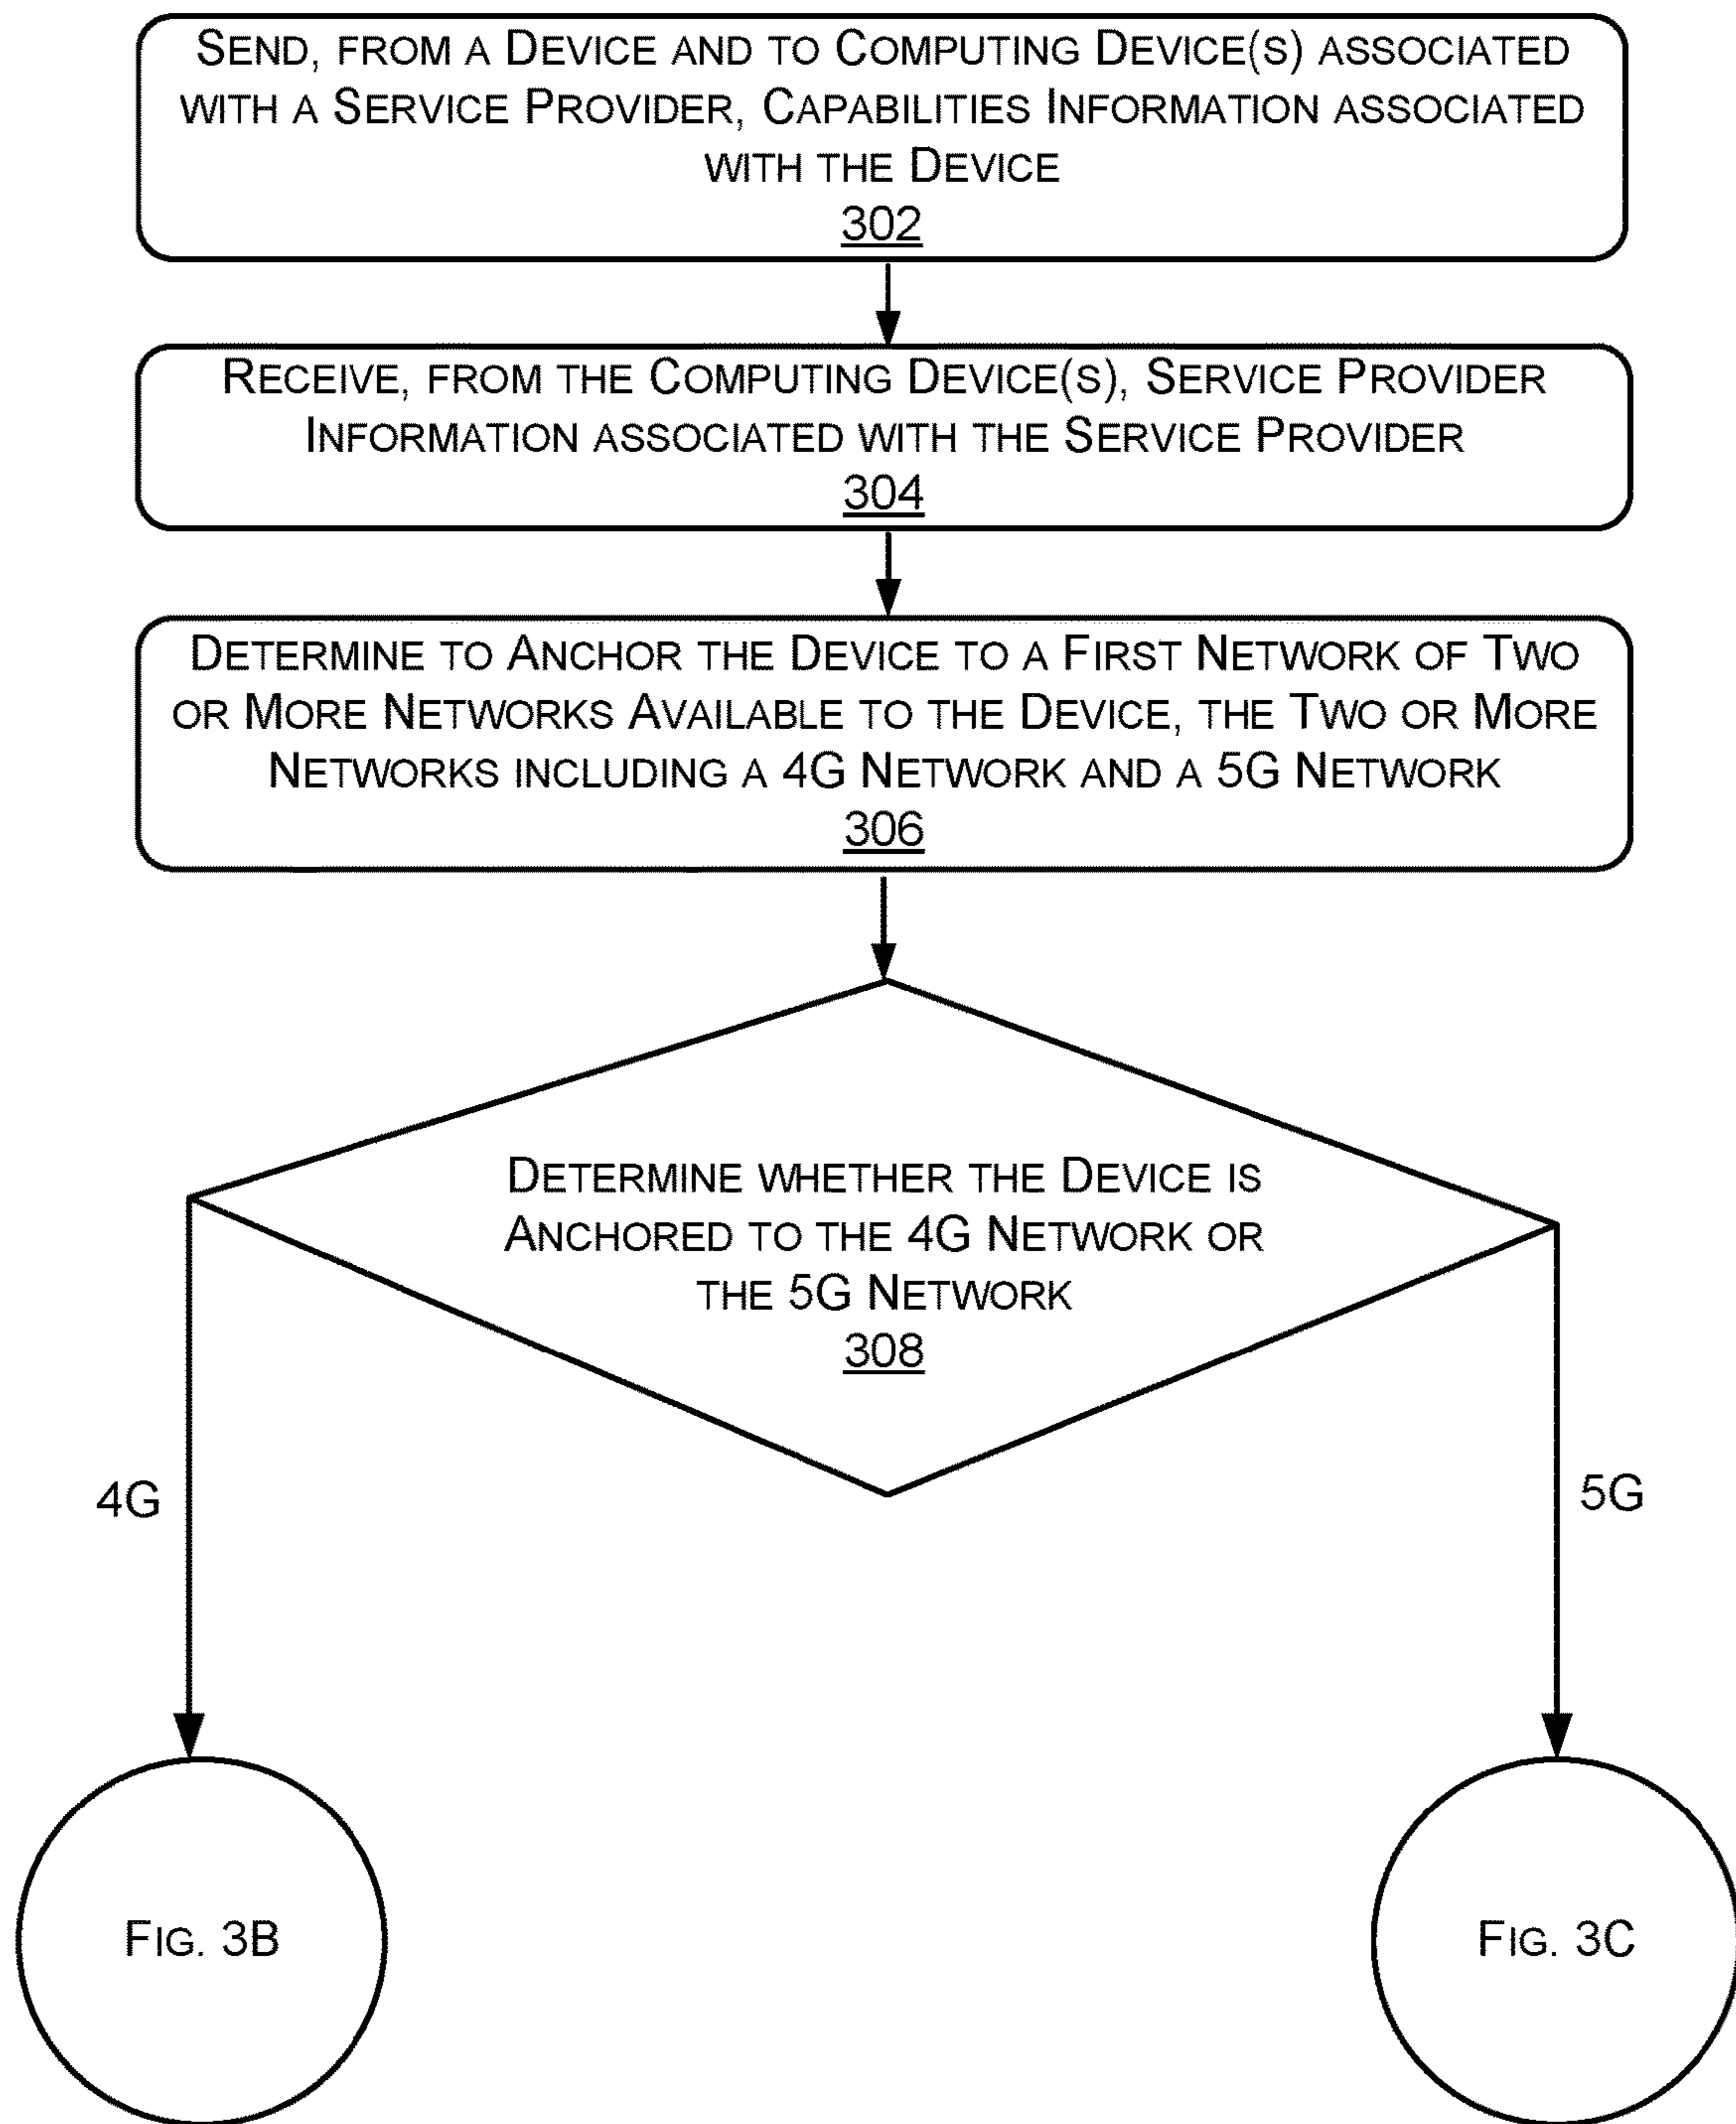 SEND, FROM A DEVICE AND TO COMPUTING DEVICE(S) ASSOCIATED
WITH A SERVICE PROVIDER, CAPABILITIES INFORMATION ASSOCIATED
WITH THE DEVICE
302
RECEIVE, FROM THE COMPUTING DEVICE(S), SERVICE PROVIDER
INFORMATION ASSOCIATED WITH THE SERVICE PROVIDER
304
DETERMINE TO ANCHOR THE DEVICE TO A FIRST NETWORK OF TWO
OR MORE NETWORKS AVAILABLE TO THE DEVICE, THE TWO OR MORE
NETWORKS INCLUDING A 4G NETWORK AND A 5G NETWORK
306
DETERMINE WHETHER THE DEVICE IS
ANCHORED TO THE 4G NETWORK OR
THE 5G NETWORK
308
4G
5G
FIG. 3B
FIG. 3C